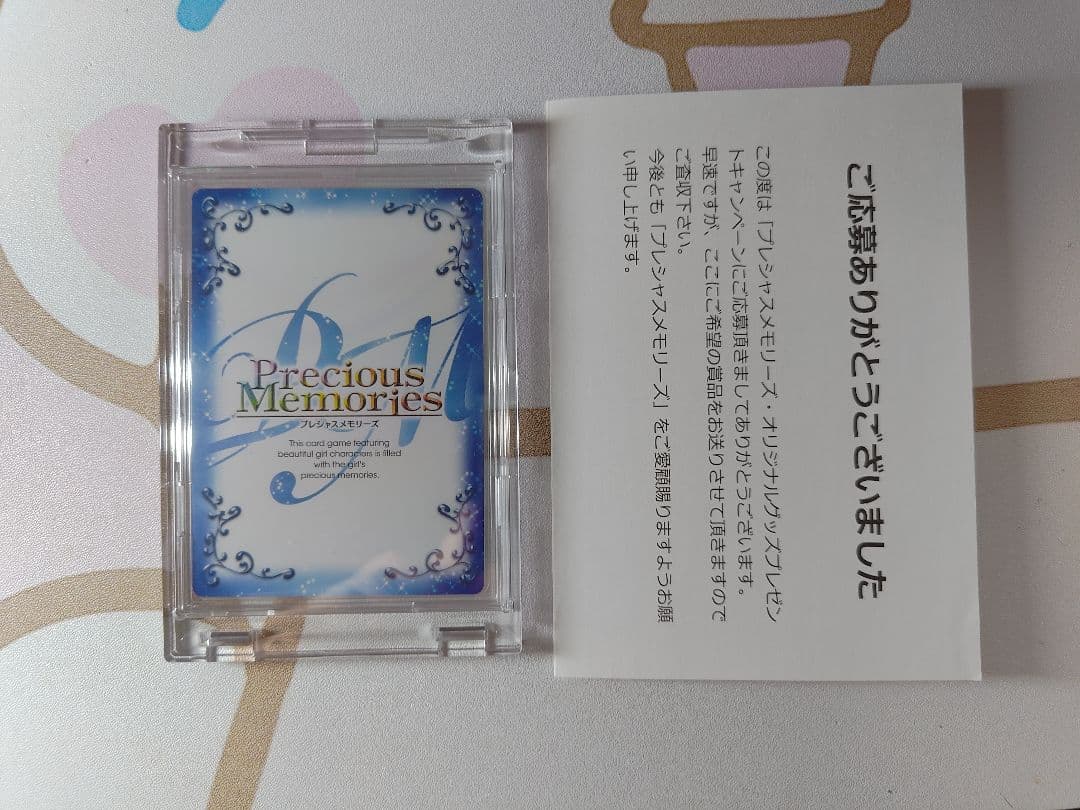 Precious
Memories
プレシャスメモリーズ
This card game featuring
beautiful girl characters is filled
with the girl's
precious memories.
ご応募ありがとうございました
この度は「プレシャスメモリーズ・オリジナルグッズプレゼン
トキャンペーンにご応募頂きましてありがとうございます。
早速ですが、ここにご希望の賞品をお送りさせて頂きますので
ご査収下さい。
今後とも「プレシャスメモリーズ」をご愛顧賜りますようお願
い申し上げます。